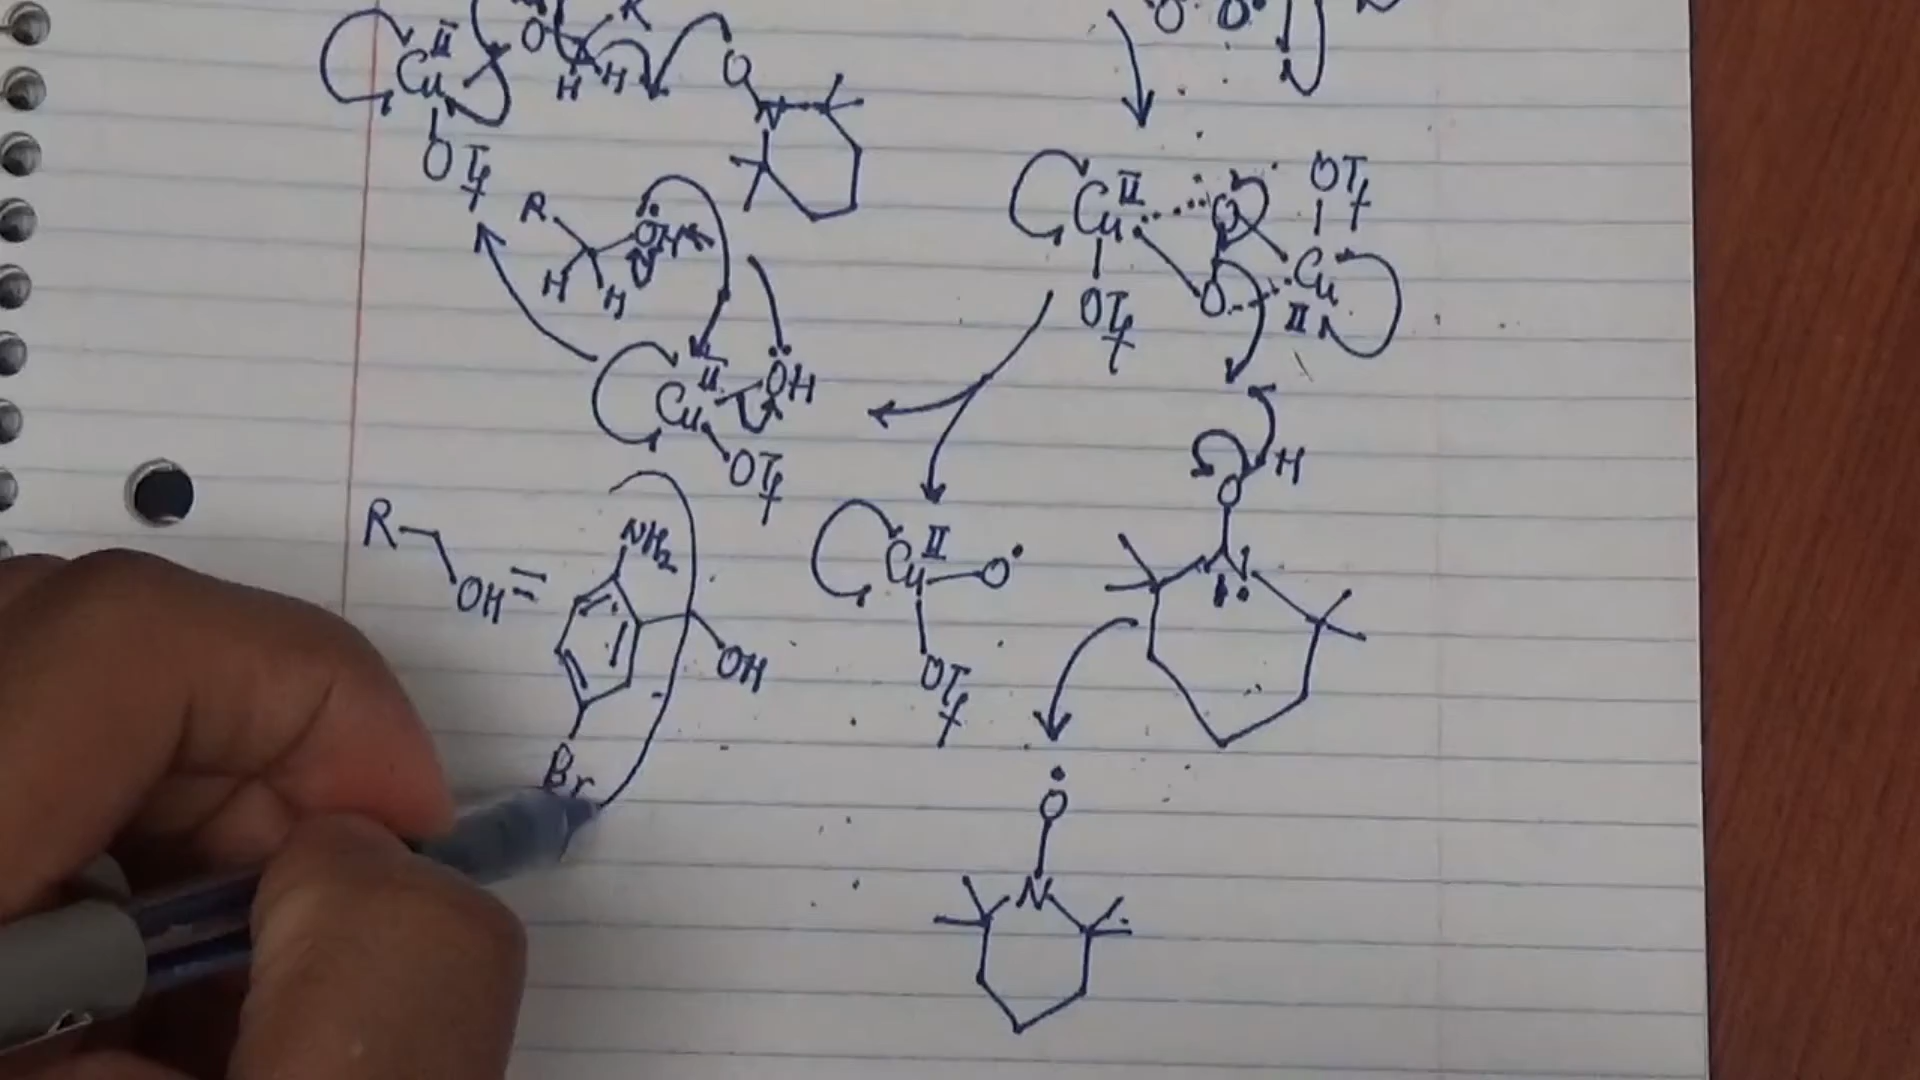 R
Cu II O
H H
O
OTf
N
R
OH
H H
Cu II OH
OTf
R
OH =
NH2
OH
Br
O O
Cu II O OTf
Cu
II
OTf O
H
O
N
Cu II O
OTf
O
N